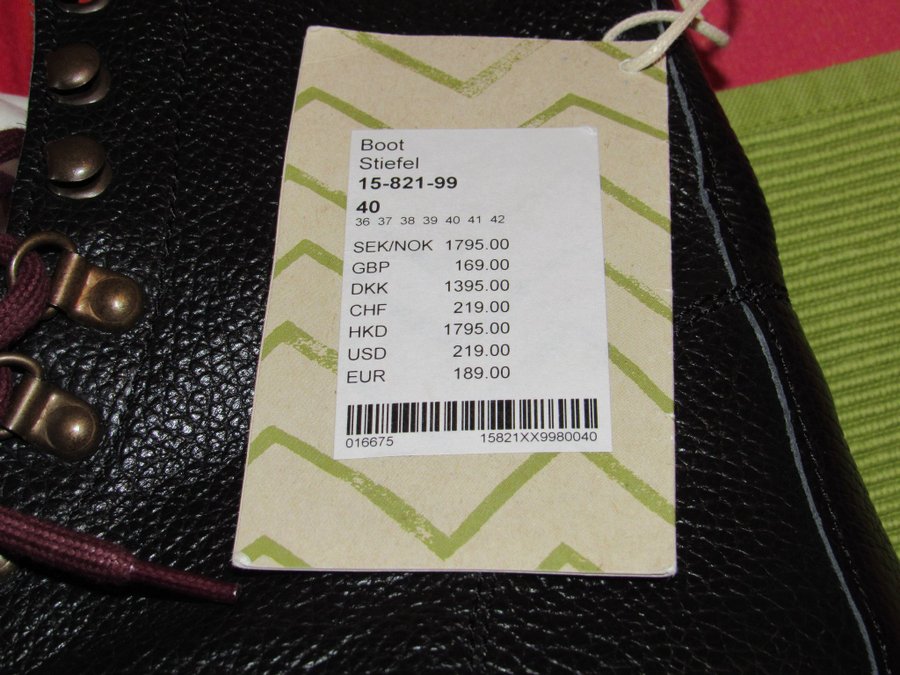 Boot
Stiefel
15-821-99
40
36 37 38 39 40 41 42
SEK/NOK 1795.00
GBP 169.00
DKK 1395.00
CHF 219.00
HKD 1795.00
USD 219.00
EUR 189.00
016675 15821XX9980040